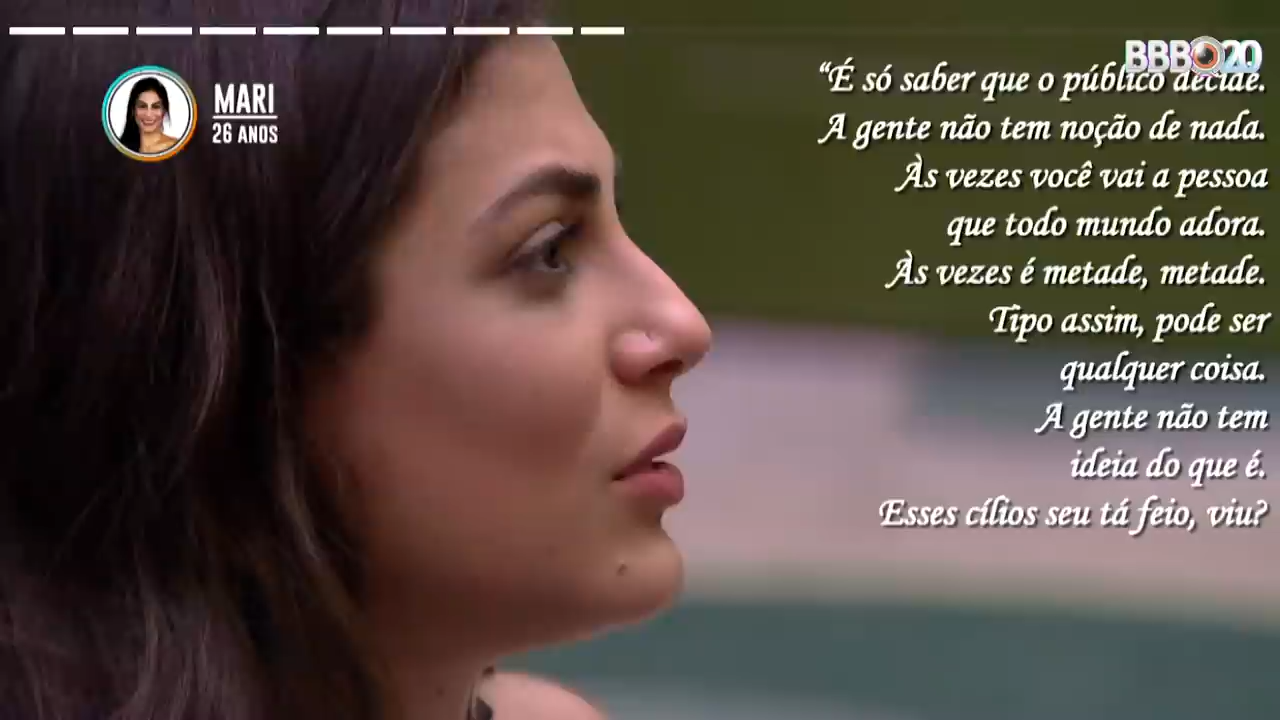 BBB20
MARI
26 ANOS
“É só saber que o público decide.
A gente não tem noção de nada.
Às vezes você vai a pessoa
que todo mundo adora.
Às vezes é metade, metade.
Tipo assim, pode ser
qualquer coisa.
A gente não tem
ideia do que é.
Esses cílios seu tá feio, viu?